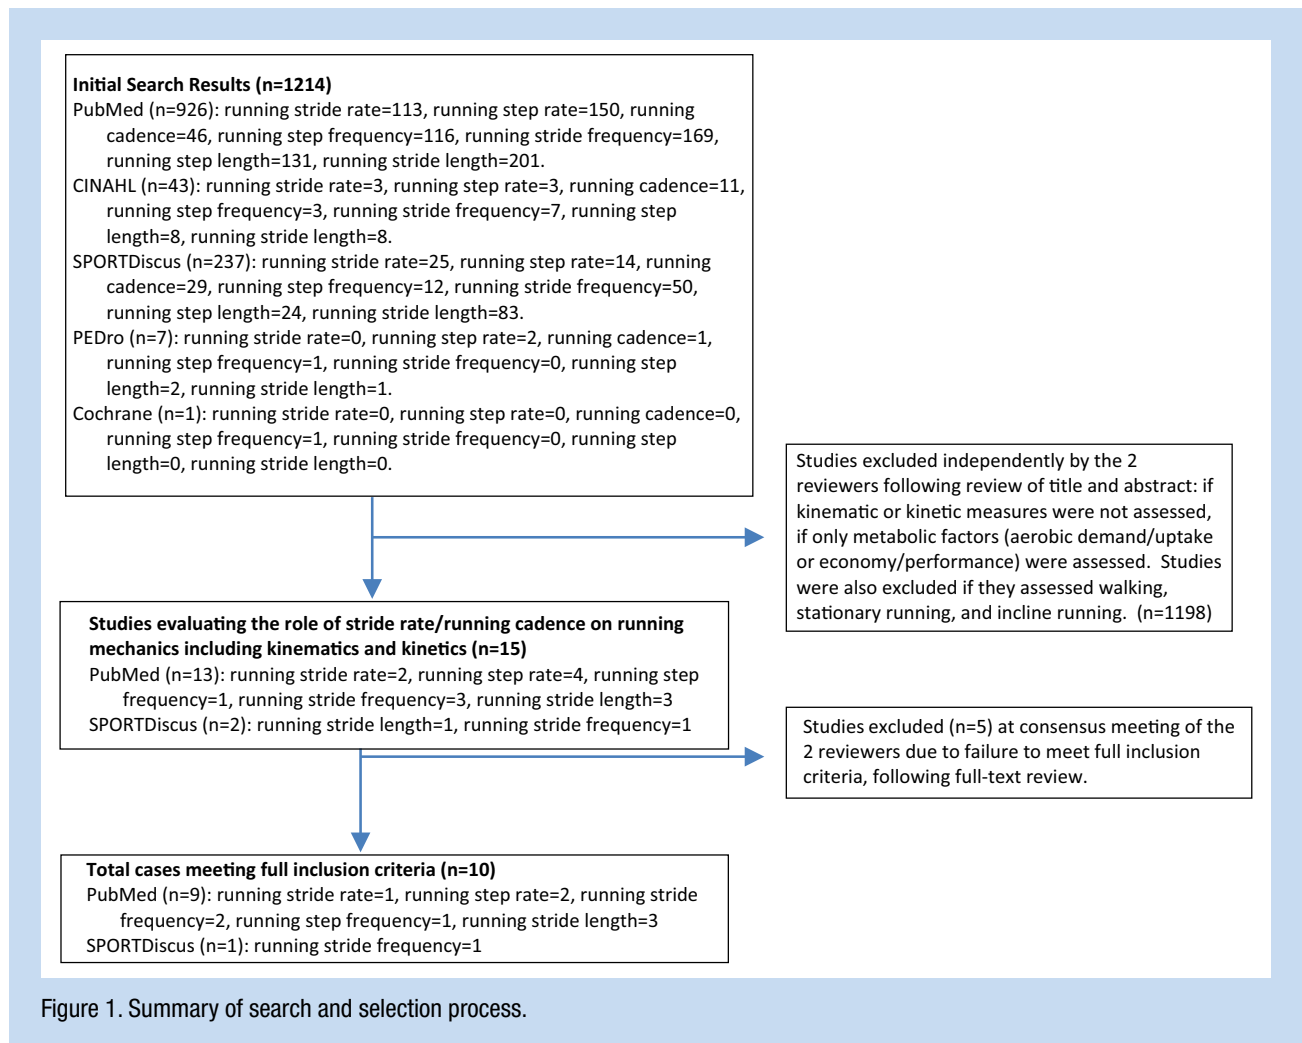 Initial Search Results (n=1214)
PubMed (n=926): running stride rate=113, running step rate=150, running
cadence=46, running step frequency=116, running stride frequency=169,
running step length=131, running stride length=201.
CINAHL (n=43): running stride rate=3, running step rate=3, running cadence=11,
running step frequency=3, running stride frequency=7, running step
length=8, running stride length=8.
SPORTDiscus (n=237): running stride rate=25, running step rate=14, running
cadence=29, running step frequency=12, running stride frequency=50,
running step length=24, running stride length=83.
PEDro (n=7): running stride rate=0, running step rate=2, running cadence=1,
running step frequency=1, running stride frequency=0, running step
length=2, running stride length=1.
Cochrane (n=1): running stride rate=0, running step rate=0, running cadence=0,
running step frequency=1, running stride frequency=0, running step
length=0, running stride length=0.
Studies excluded independently by the 2
reviewers following review of title and abstract: if
kinematic or kinetic measures were not assessed,
if only metabolic factors (aerobic demand/uptake
or economy/performance) were assessed.  Studies
were also excluded if they assessed walking,
stationary running, and incline running.  (n=1198)
Studies evaluating the role of stride rate/running cadence on running
mechanics including kinematics and kinetics (n=15)
PubMed (n=13): running stride rate=2, running step rate=4, running step
frequency=1, running stride frequency=3, running stride length=3
SPORTDiscus (n=2): running stride length=1, running stride frequency=1
Studies excluded (n=5) at consensus meeting of the
2 reviewers due to failure to meet full inclusion
criteria, following full-text review.
Total cases meeting full inclusion criteria (n=10)
PubMed (n=9): running stride rate=1, running step rate=2, running stride
frequency=2, running step frequency=1, running stride length=3
SPORTDiscus (n=1): running stride frequency=1
Figure 1. Summary of search and selection process.